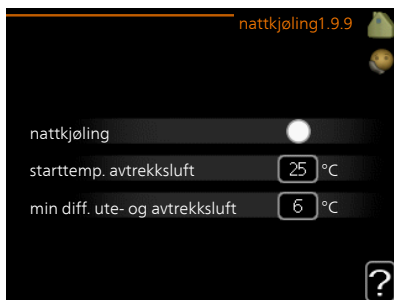 nattkjøling1.9.9
nattkjøling
starttemp. avtrekksluft 25 °C
min diff. ute- og avtrekksluft 6 °C
?